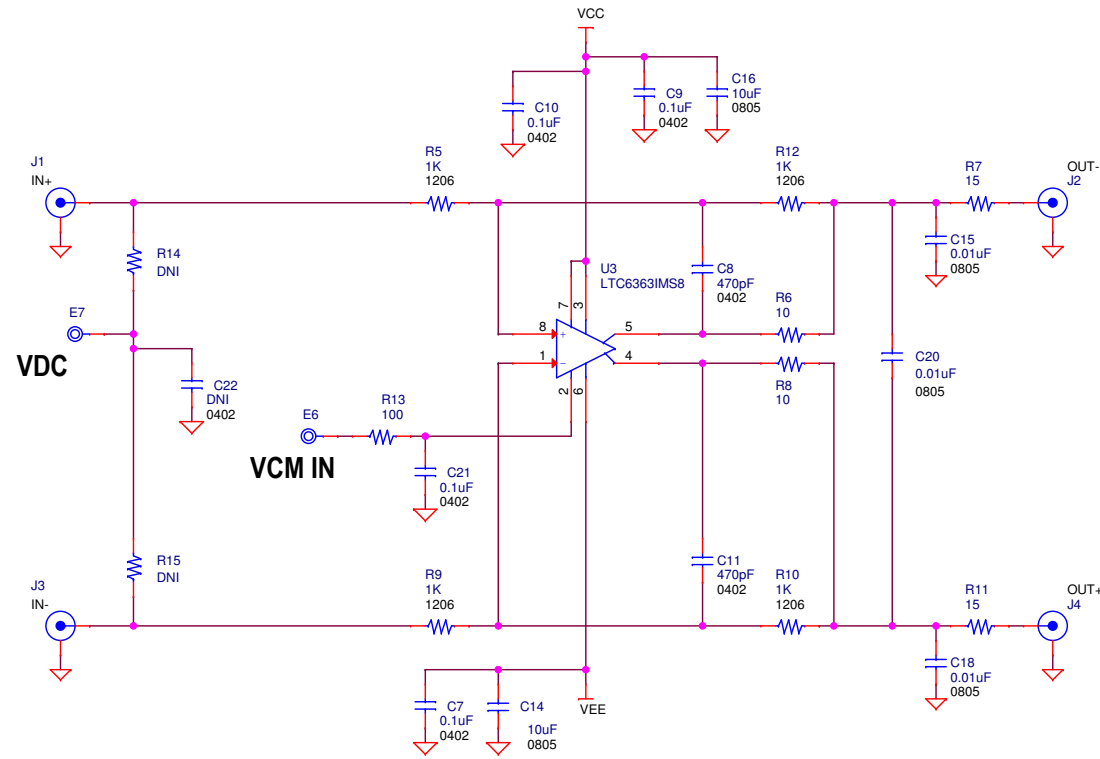 VCC
C10
0.1uF
0402
C9
0.1uF
0402
C16
10uF
0805
J1
IN+
R5
1K
1206
R12
1K
1206
R7
15
OUT-
J2
R14
DNI
C15
0.01uF
0805
U3
LTC6363IMS8
C8
470pF
0402
7
3
E7
VDC
8
+
5
R6
10
1
−
4
R8
10
C20
0.01uF
0805
C22
DNI
0402
2
6
R13
100
E6
VCM IN
C21
0.1uF
0402
R15
DNI
C11
470pF
0402
J3
IN-
R9
1K
1206
R10
1K
1206
R11
15
OUT+
J4
C18
0.01uF
0805
C7
0.1uF
0402
C14
10uF
0805
VEE